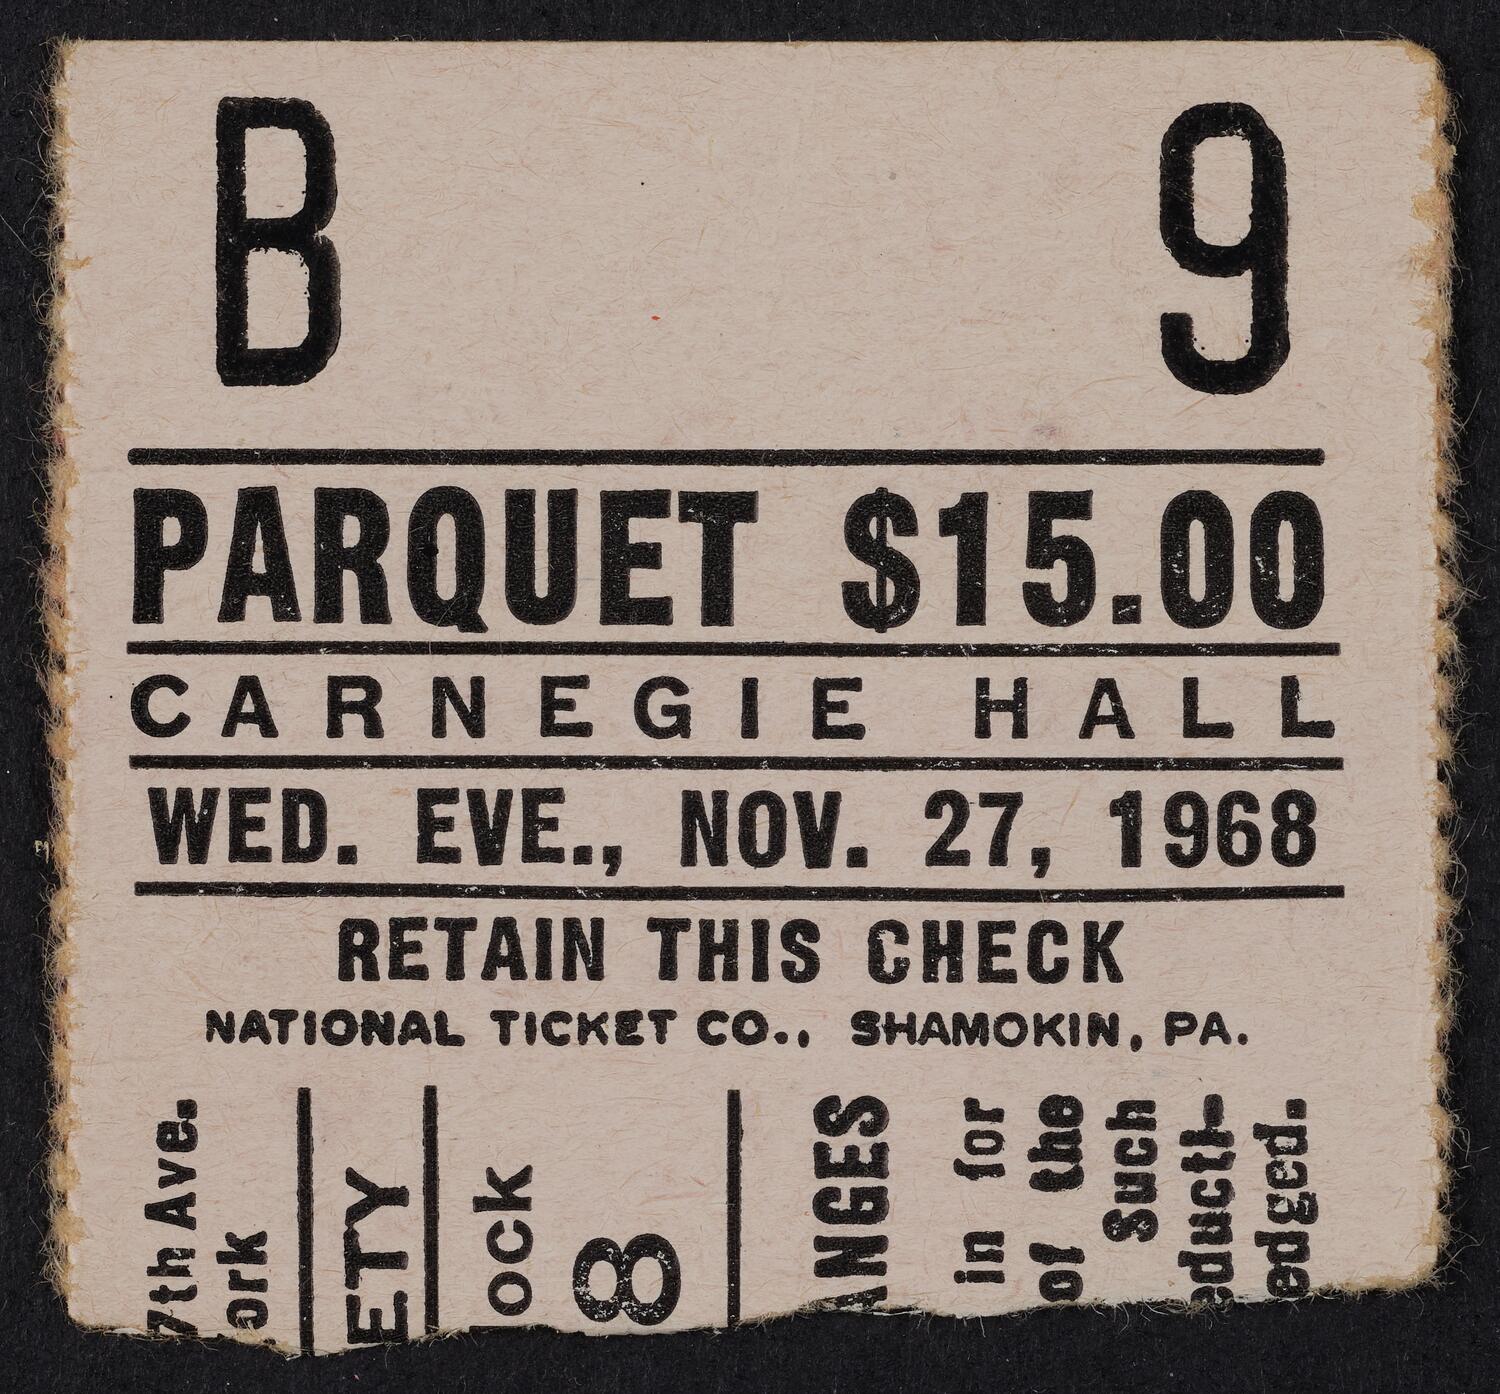 B 9
PARQUET $15.00
CARNEGIE HALL
WED. EVE., NOV. 27, 1968
RETAIN THIS CHECK
NATIONAL TICKET CO., SHAMOKIN, PA.
7th Ave.
ork
ETY
ock
8
ANGES
in for
of the
Such
educti-
edged.